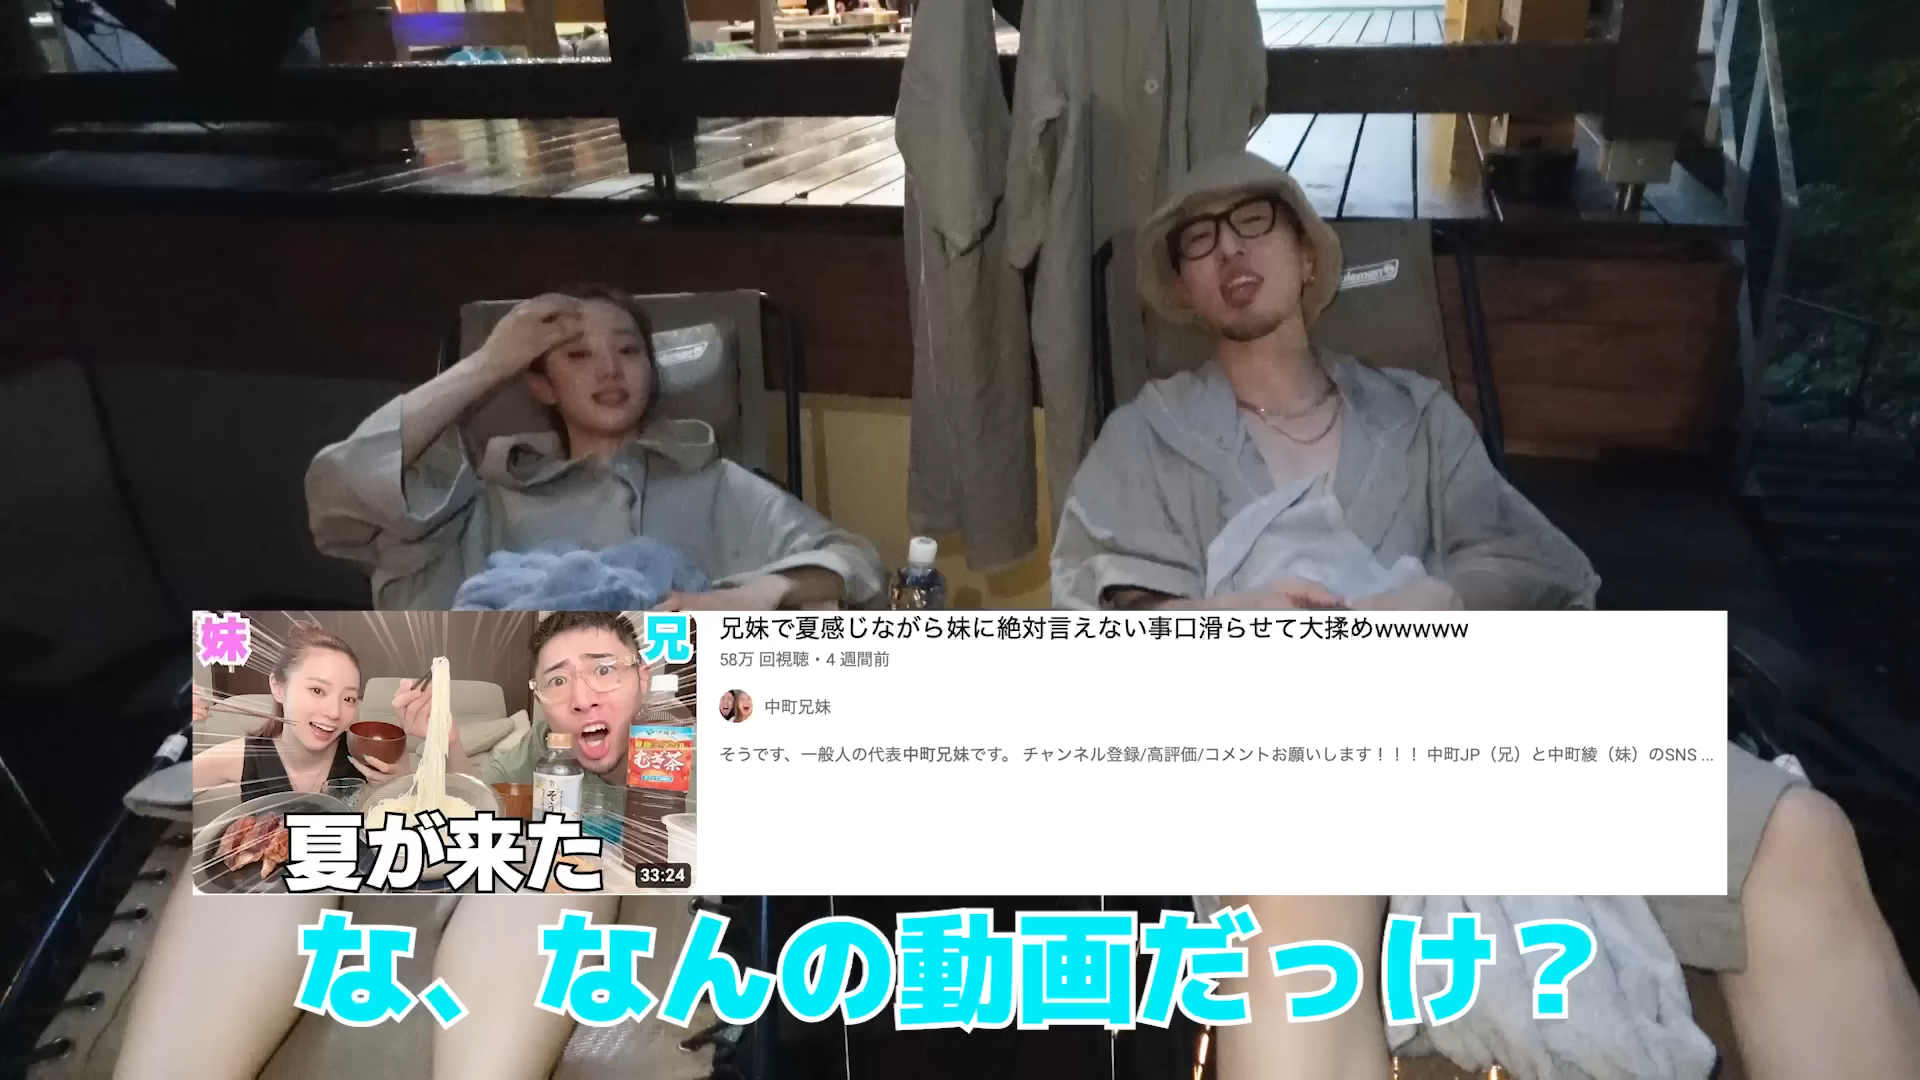 Coleman
Coleman
妹
兄
むぎ茶
夏が来た
33:24
兄妹で夏感じながら妹に絶対言えない事口滑らせて大揉めwwwww
58万 回視聴・4 週間前
中町兄妹
そうです、一般人の代表中町兄妹です。 チャンネル登録/高評価/コメントお願いします！！！ 中町JP（兄）と中町綾（妹）のSNS ...
な、なんの動画だっけ？